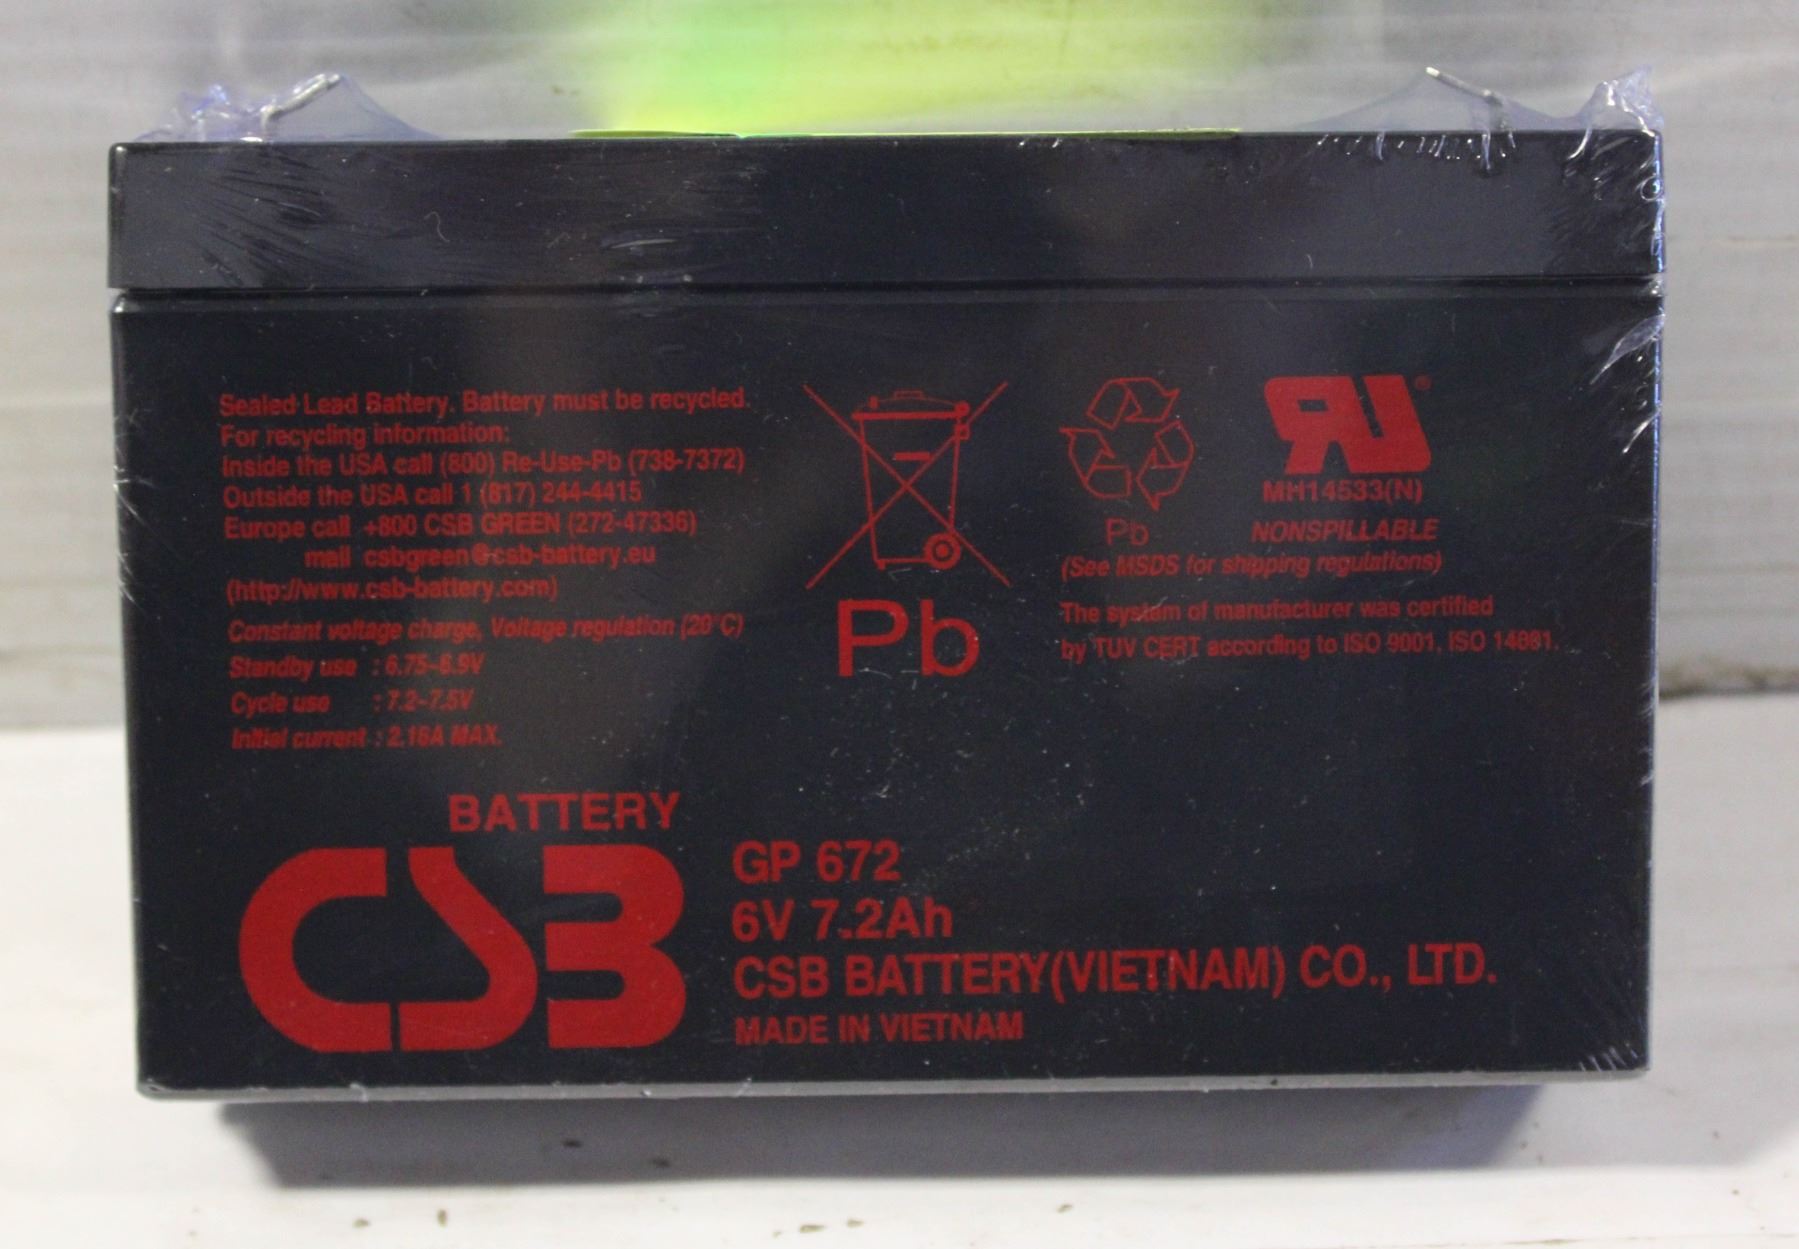 Sealed Lead Battery. Battery must be recycled.
For recycling information:
Inside the USA call (800) Re-Use-Pb (738-7372)
Outside the USA call 1 (817) 244-4415
Europe call +800 CSB GREEN (272-47336)
mail csbgreen@csb-battery.eu
(http://www.csb-battery.com)
Constant voltage charge, Voltage regulation (20°C)
Standby use : 6.75~6.9V
Cycle use : 7.2~7.5V
Initial current : 2.16A MAX.
Pb
Pb
RU®
MH14533(N)
NONSPILLABLE
(See MSDS for shipping regulations)
The system of manufacturer was certified
by TUV CERT according to ISO 9001, ISO 14001.
BATTERY
CSB
GP 672
6V 7.2Ah
CSB BATTERY(VIETNAM) CO., LTD.
MADE IN VIETNAM